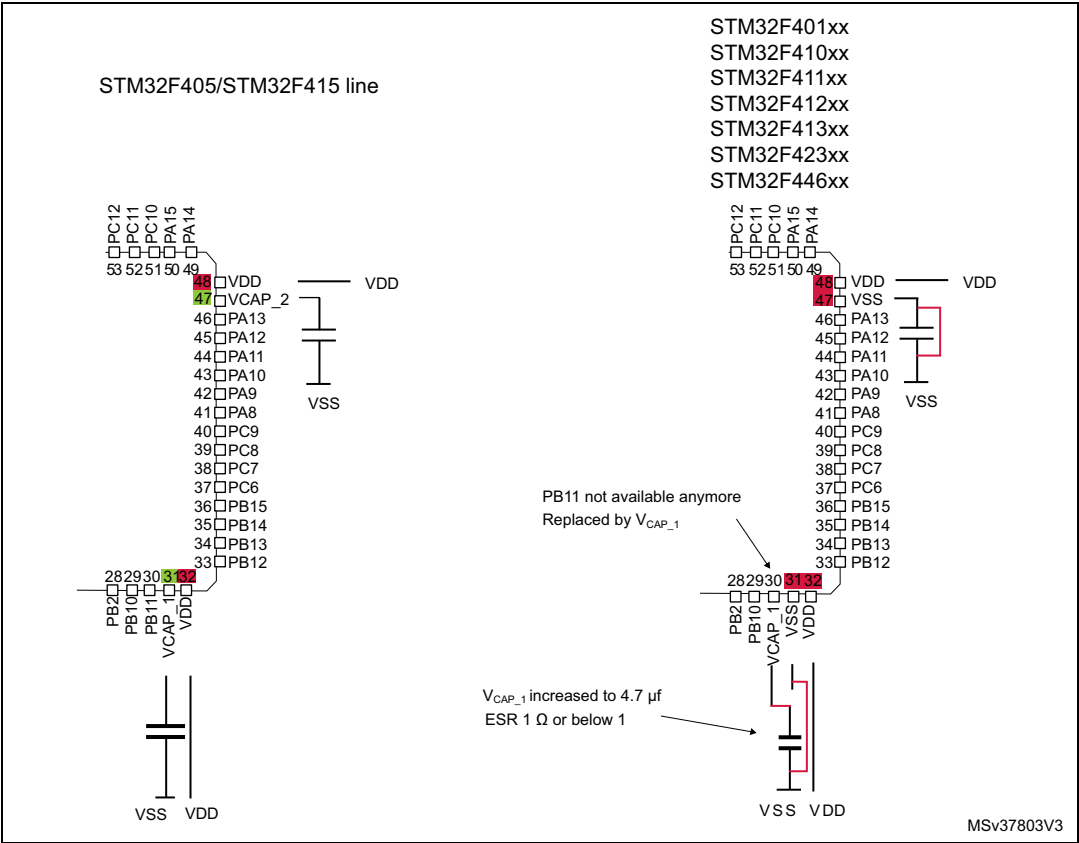 STM32F405/STM32F415 line
PC12
PC11
PC10
PA15
PA14
53 52 51 50 49
48 VDD
VDD
47 VCAP_2
46 PA13
45 PA12
44 PA11
43 PA10
42 PA9
VSS
41 PA8
40 PC9
39 PC8
38 PC7
37 PC6
36 PB15
35 PB14
34 PB13
33 PB12
28 29 30 31 32
PB2
PB10
PB11
VCAP_1
VDD
VSS VDD
STM32F401xx
STM32F410xx
STM32F411xx
STM32F412xx
STM32F413xx
STM32F423xx
STM32F446xx
PC12
PC11
PC10
PA15
PA14
53 52 51 50 49
48 VDD
VDD
47 VSS
46 PA13
45 PA12
44 PA11
43 PA10
42 PA9
VSS
41 PA8
40 PC9
39 PC8
38 PC7
37 PC6
36 PB15
35 PB14
34 PB13
33 PB12
PB11 not available anymore
Replaced by VCAP_1
28 29 30 31 32
PB2
PB10
VCAP_1
VSS
VDD
VCAP_1 increased to 4.7 µf
ESR 1 Ω or below 1
VSS VDD
MSv37803V3